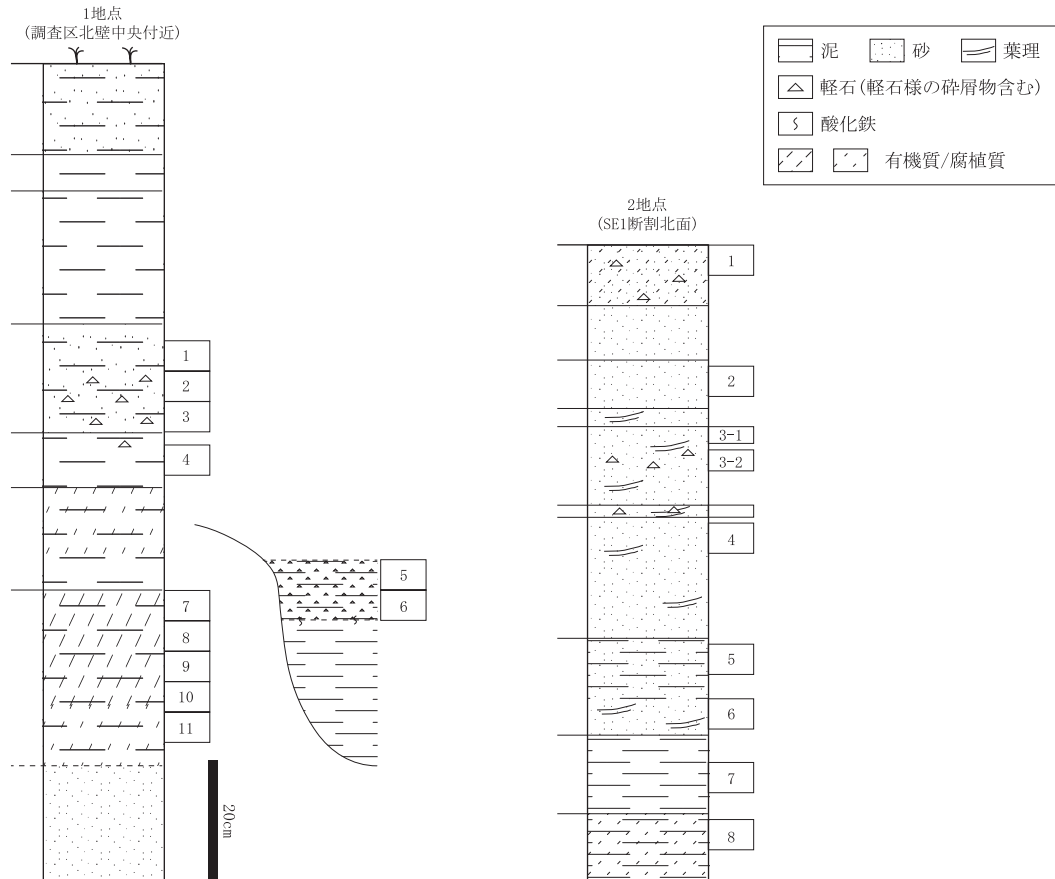 1地点
(調査区北壁中央付近)
1
2
3
4
5
6
7
8
9
10
11
20cm
2地点
(SE1断割北面)
1
2
3-1
3-2
4
5
6
7
8
泥
砂
葉理
軽石(軽石様の砕屑物含む)
酸化鉄
有機質/腐植質